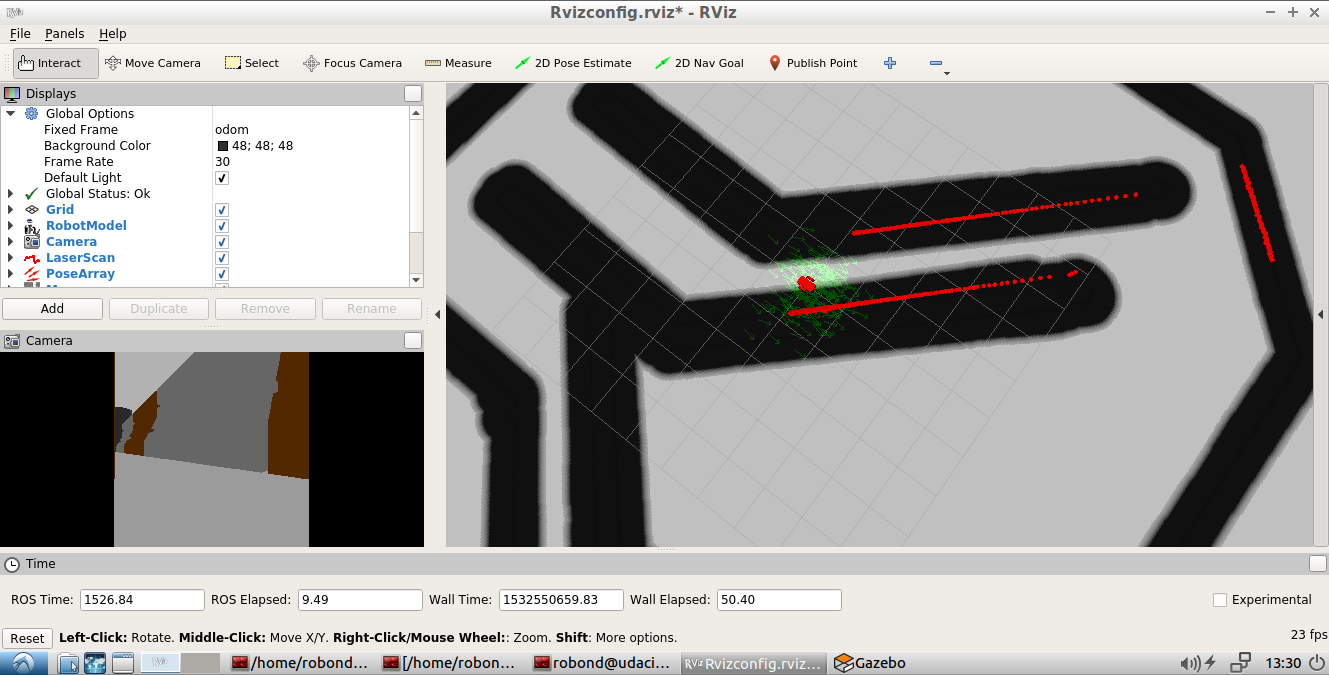 RViz
Rvizconfig.rviz* - RViz
File Panels Help
Interact Move Camera Select Focus Camera Measure 2D Pose Estimate 2D Nav Goal Publish Point
Displays
Global Options
Fixed Frame odom
Background Color 48; 48; 48
Frame Rate 30
Default Light
Global Status: Ok
Grid
RobotModel
Camera
LaserScan
PoseArray
Add Duplicate Remove Rename
Camera
Time
ROS Time: 1526.84 ROS Elapsed: 9.49 Wall Time: 1532550659.83 Wall Elapsed: 50.40 Experimental
Reset Left-Click: Rotate. Middle-Click: Move X/Y. Right-Click/Mouse Wheel:: Zoom. Shift: More options. 23 fps
RViz /home/robond... [/home/robon... robond@udaci... RViz Rvizconfig.rviz... Gazebo 13:30